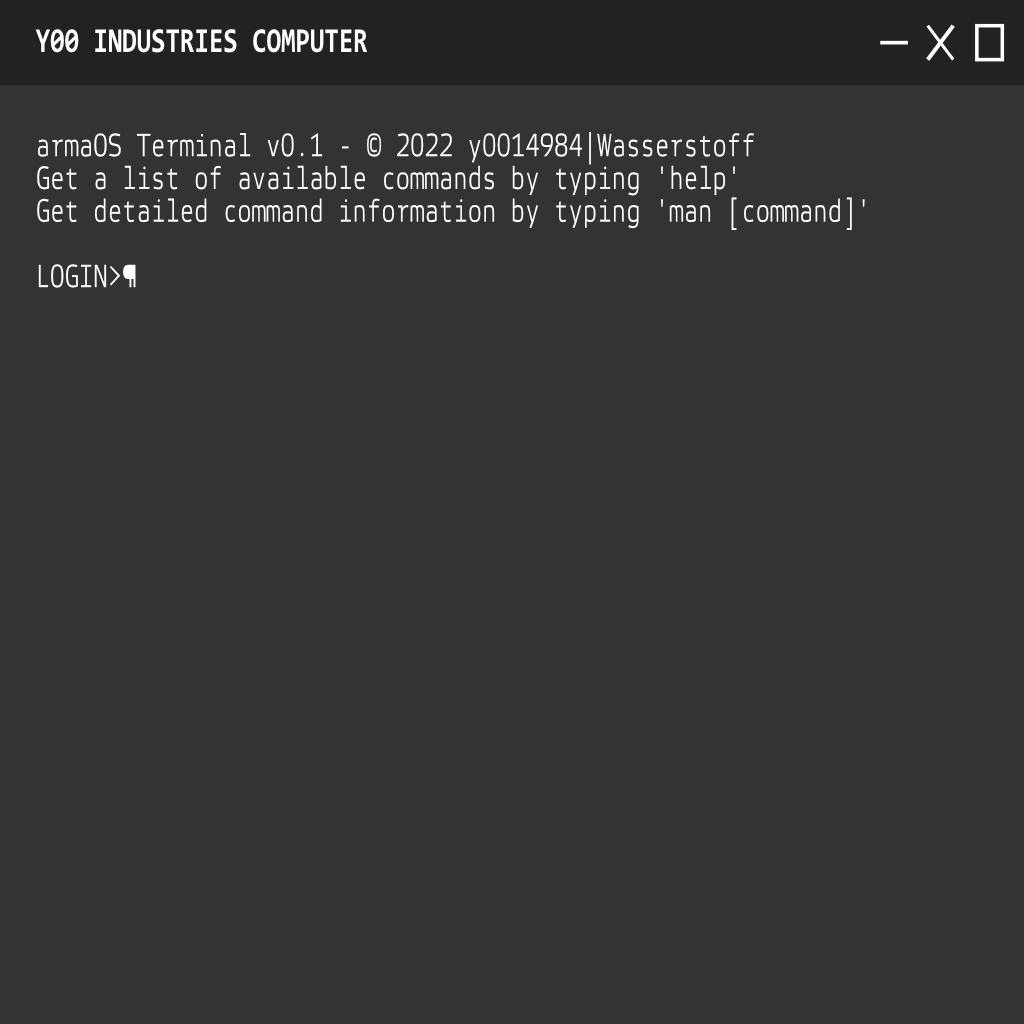 Y00 INDUSTRIES COMPUTER
armaOS Terminal v0.1 - © 2022 y0014984|Wasserstoff
Get a list of available commands by typing 'help'
Get detailed command information by typing 'man [command]'
LOGIN>¶